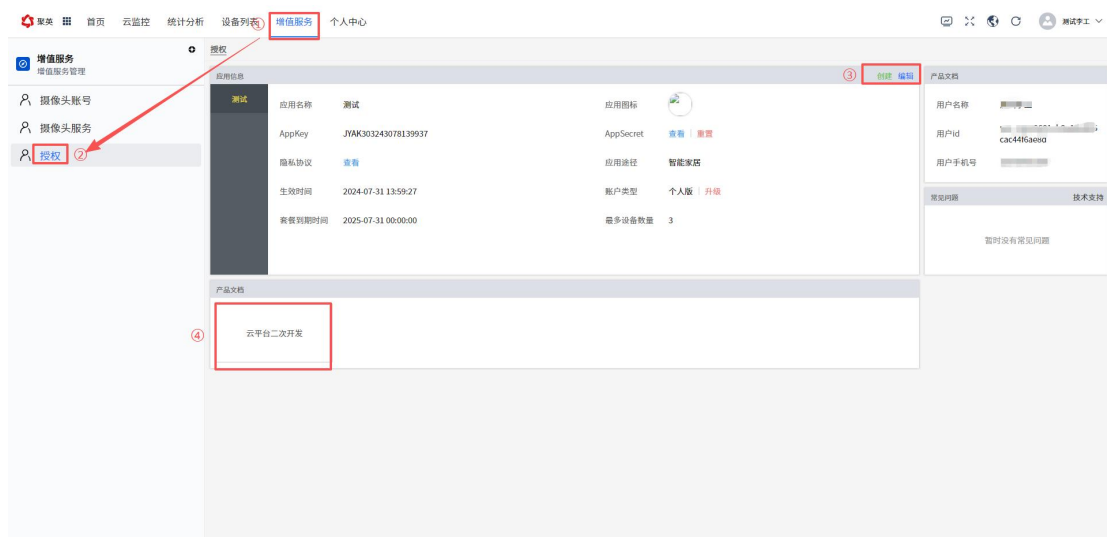 聚英 首页 云监控 统计分析 设备列表 ① 增值服务 个人中心 测试李工
增值服务
增值服务管理
摄像头账号
摄像头服务
授权 ②
授权
应用信息 ③ 创建 编辑
测试
应用名称 测试 应用图标
AppKey JYAK303243078139937 AppSecret 查看 重置
隐私协议 查看 应用途径 智能家居
生效时间 2024-07-31 13:59:27 账户类型 个人版 升级
套餐到期时间 2025-07-31 00:00:00 最多设备数量 3
产品文档
④ 云平台二次开发
产品文档
用户名称
用户id
cac44f6ae8d
用户手机号
常见问题 技术支持
暂时没有常见问题